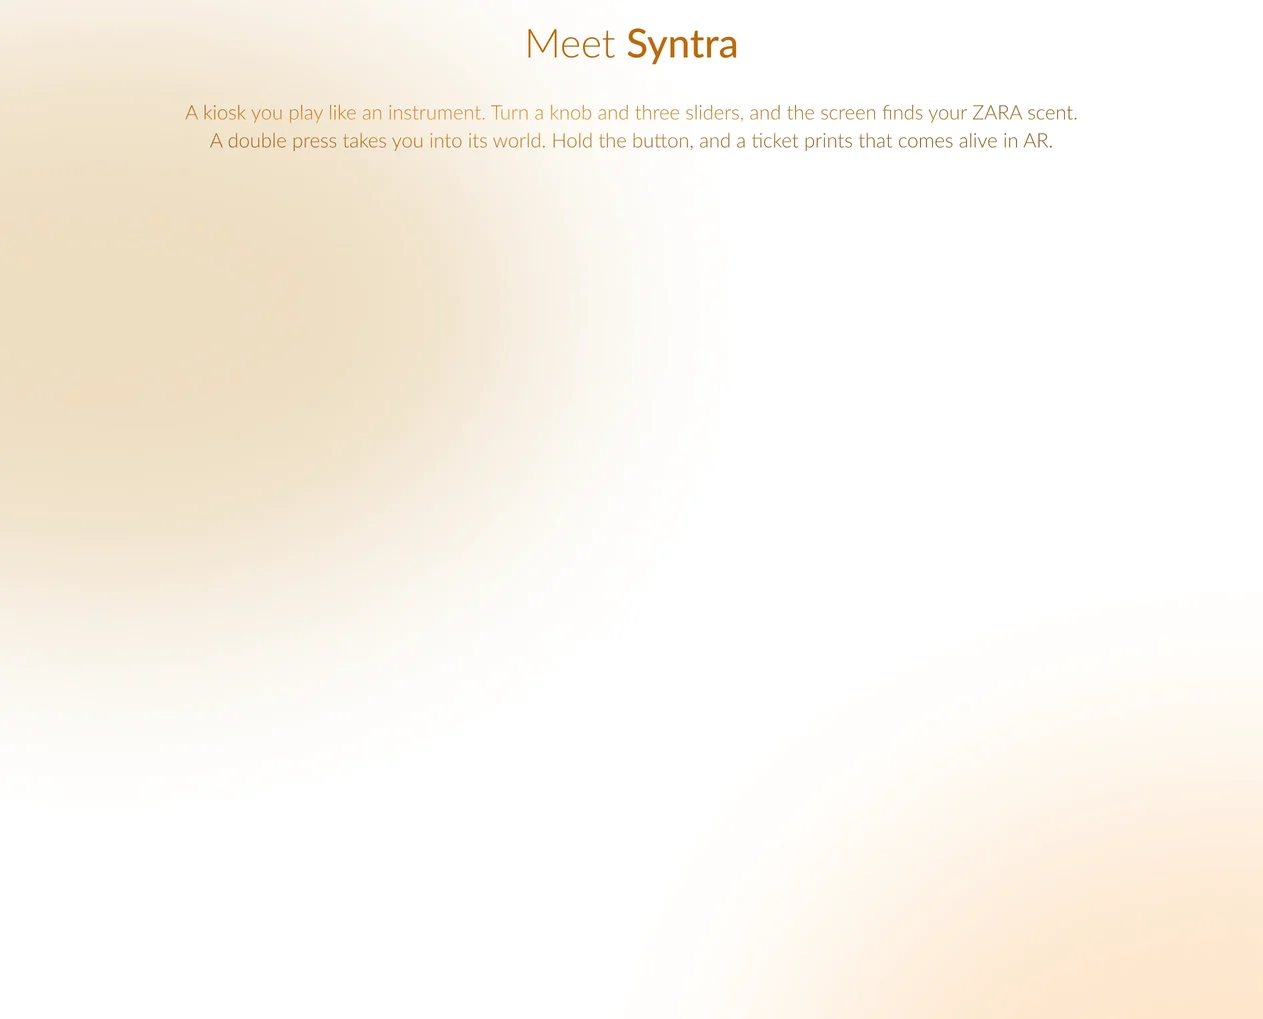 Meet Syntra
A kiosk you play like an instrument. Turn a knob and three sliders, and the screen finds your ZARA scent.
A double press takes you into its world. Hold the button, and a ticket prints that comes alive in AR.